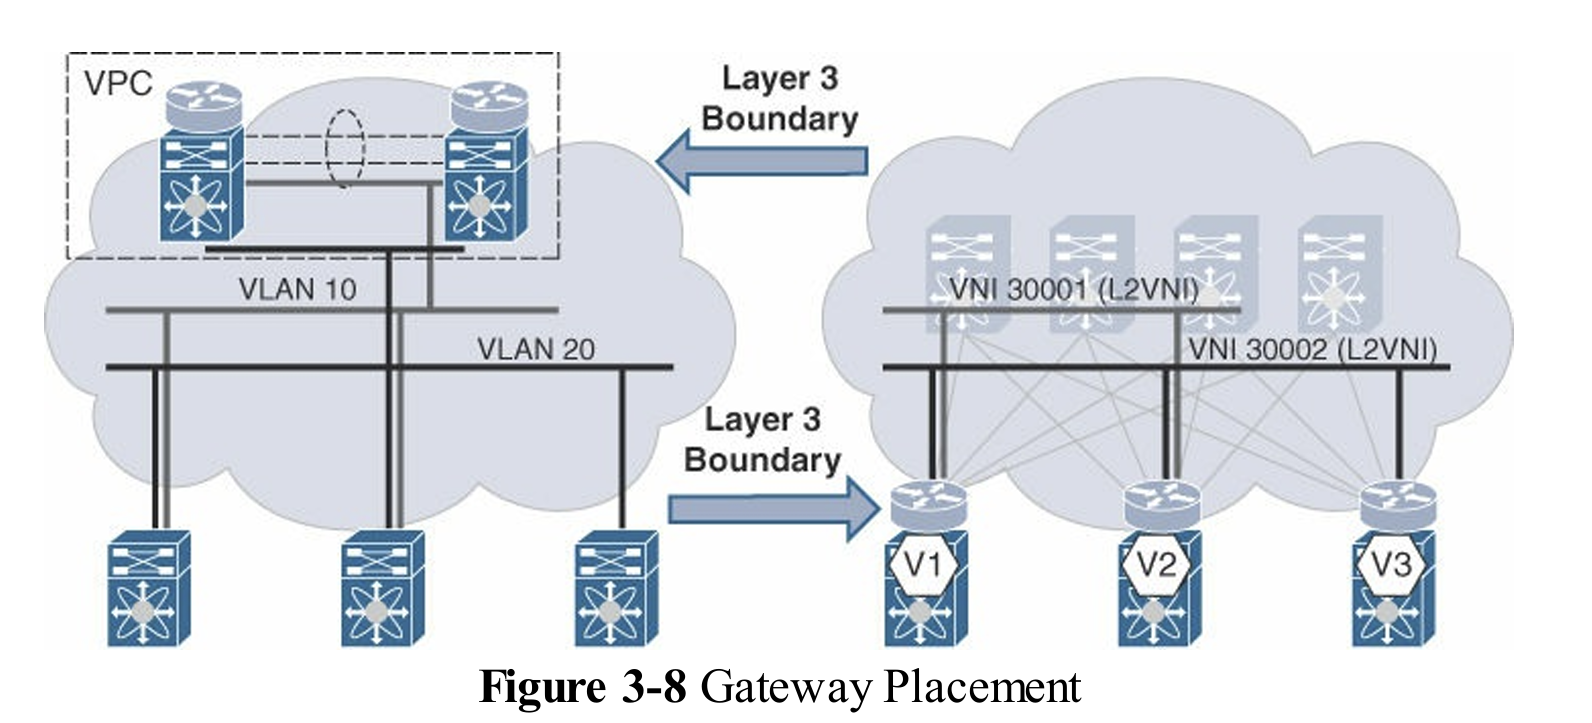 VPC
Layer 3
Boundary
VLAN 10
VLAN 20
VNI 30001 (L2VNI)
VNI 30002 (L2VNI)
Layer 3
Boundary
V1
V2
V3
Figure 3-8 Gateway Placement